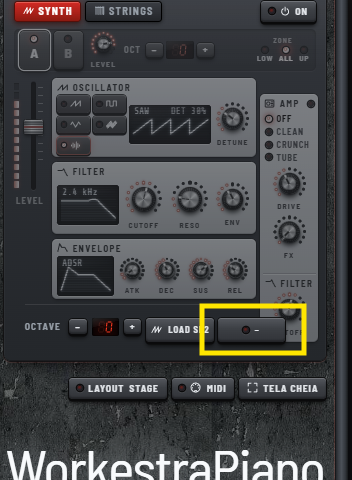 SYNTH STRINGS ON
A B OCT - 0 + ZONE
LEVEL LOW ALL UP
OSCILLATOR
SAW DET 30%
DETUNE
FILTER
2.4 kHz
CUTOFF RESO ENV
ENVELOPE
ADSR
ATK DEC SUS REL
LEVEL
AMP
OFF
CLEAN
CRUNCH
TUBE
DRIVE
FX
FILTER
OCTAVE - 0 + LOAD SF2 -
LAYOUT STAGE MIDI TELA CHEIA
WorkestraPiano